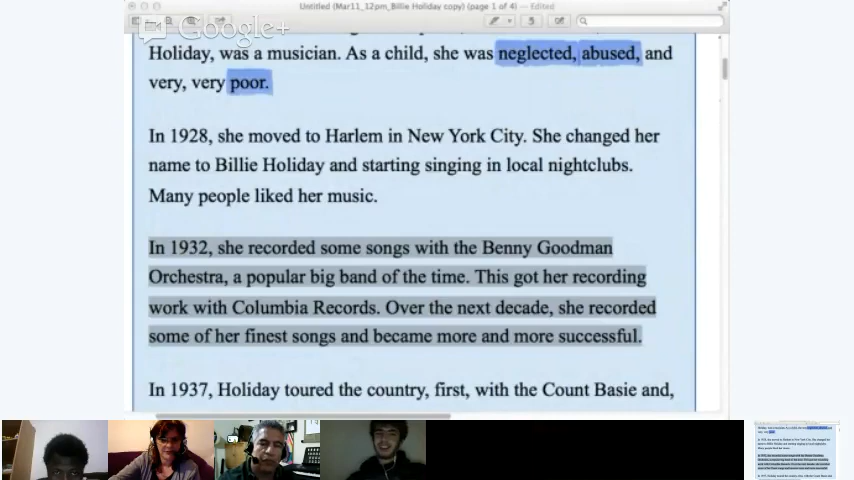 Untitled (Mar11_12pm_Billie Holiday copy) (page 1 of 4) — Edited
Google+
Holiday, was a musician. As a child, she was neglected, abused, and
very, very poor.
In 1928, she moved to Harlem in New York City. She changed her
name to Billie Holiday and starting singing in local nightclubs.
Many people liked her music.
In 1932, she recorded some songs with the Benny Goodman
Orchestra, a popular big band of the time. This got her recording
work with Columbia Records. Over the next decade, she recorded
some of her finest songs and became more and more successful.
In 1937, Holiday toured the country, first, with the Count Basie and,